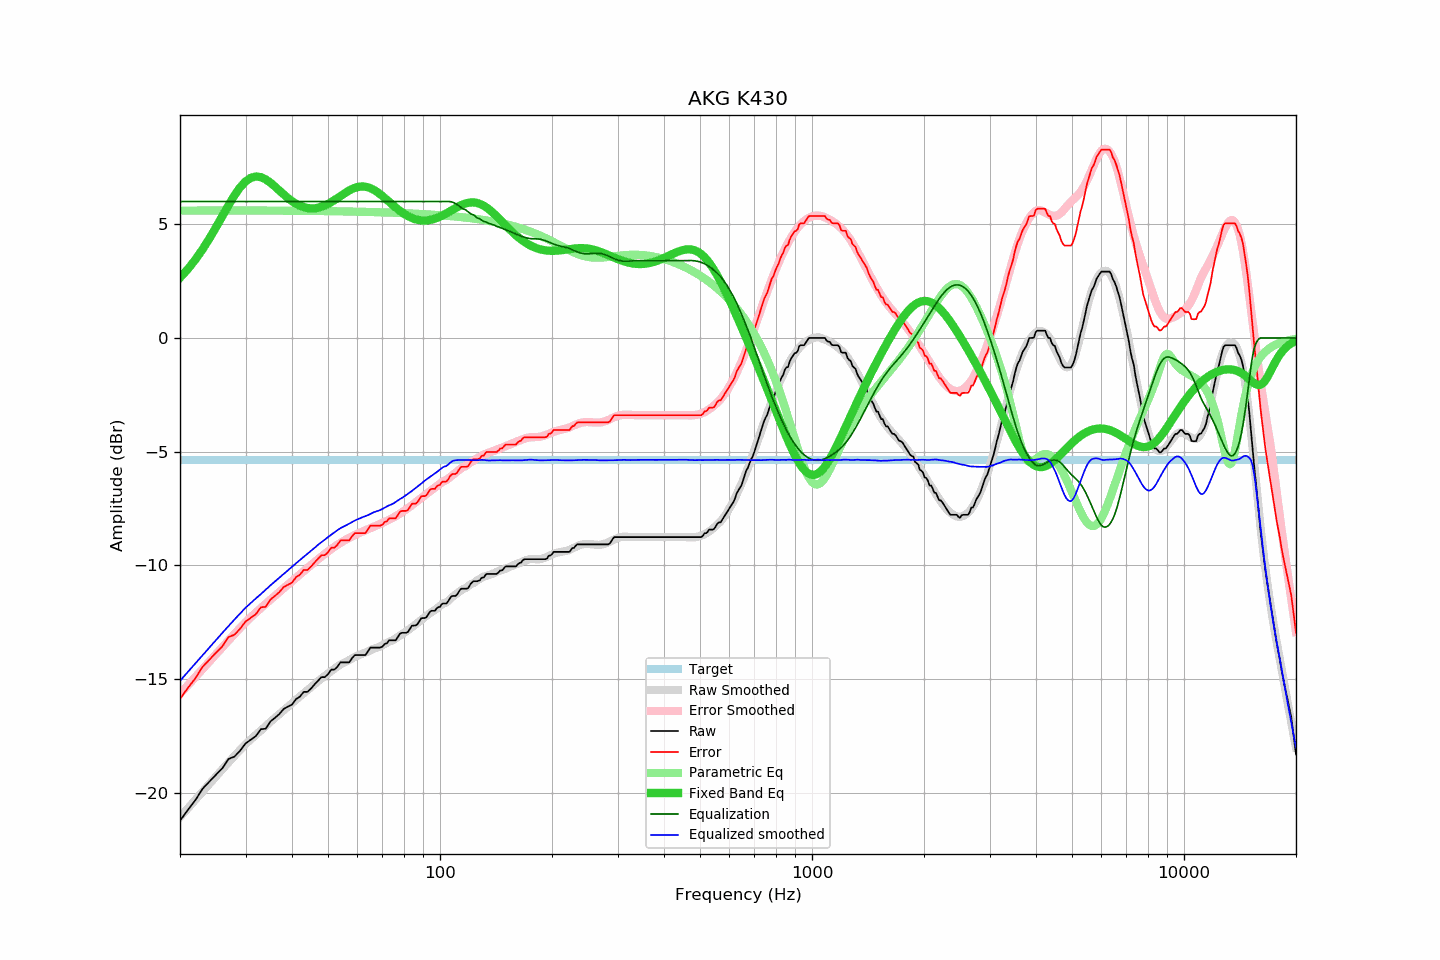 AKG K430
Amplitude (dBr)
5
0
−5
−10
−15
−20
Target
Raw Smoothed
Error Smoothed
Raw
Error
Parametric Eq
Fixed Band Eq
Equalization
Equalized smoothed
100
1000
10000
Frequency (Hz)